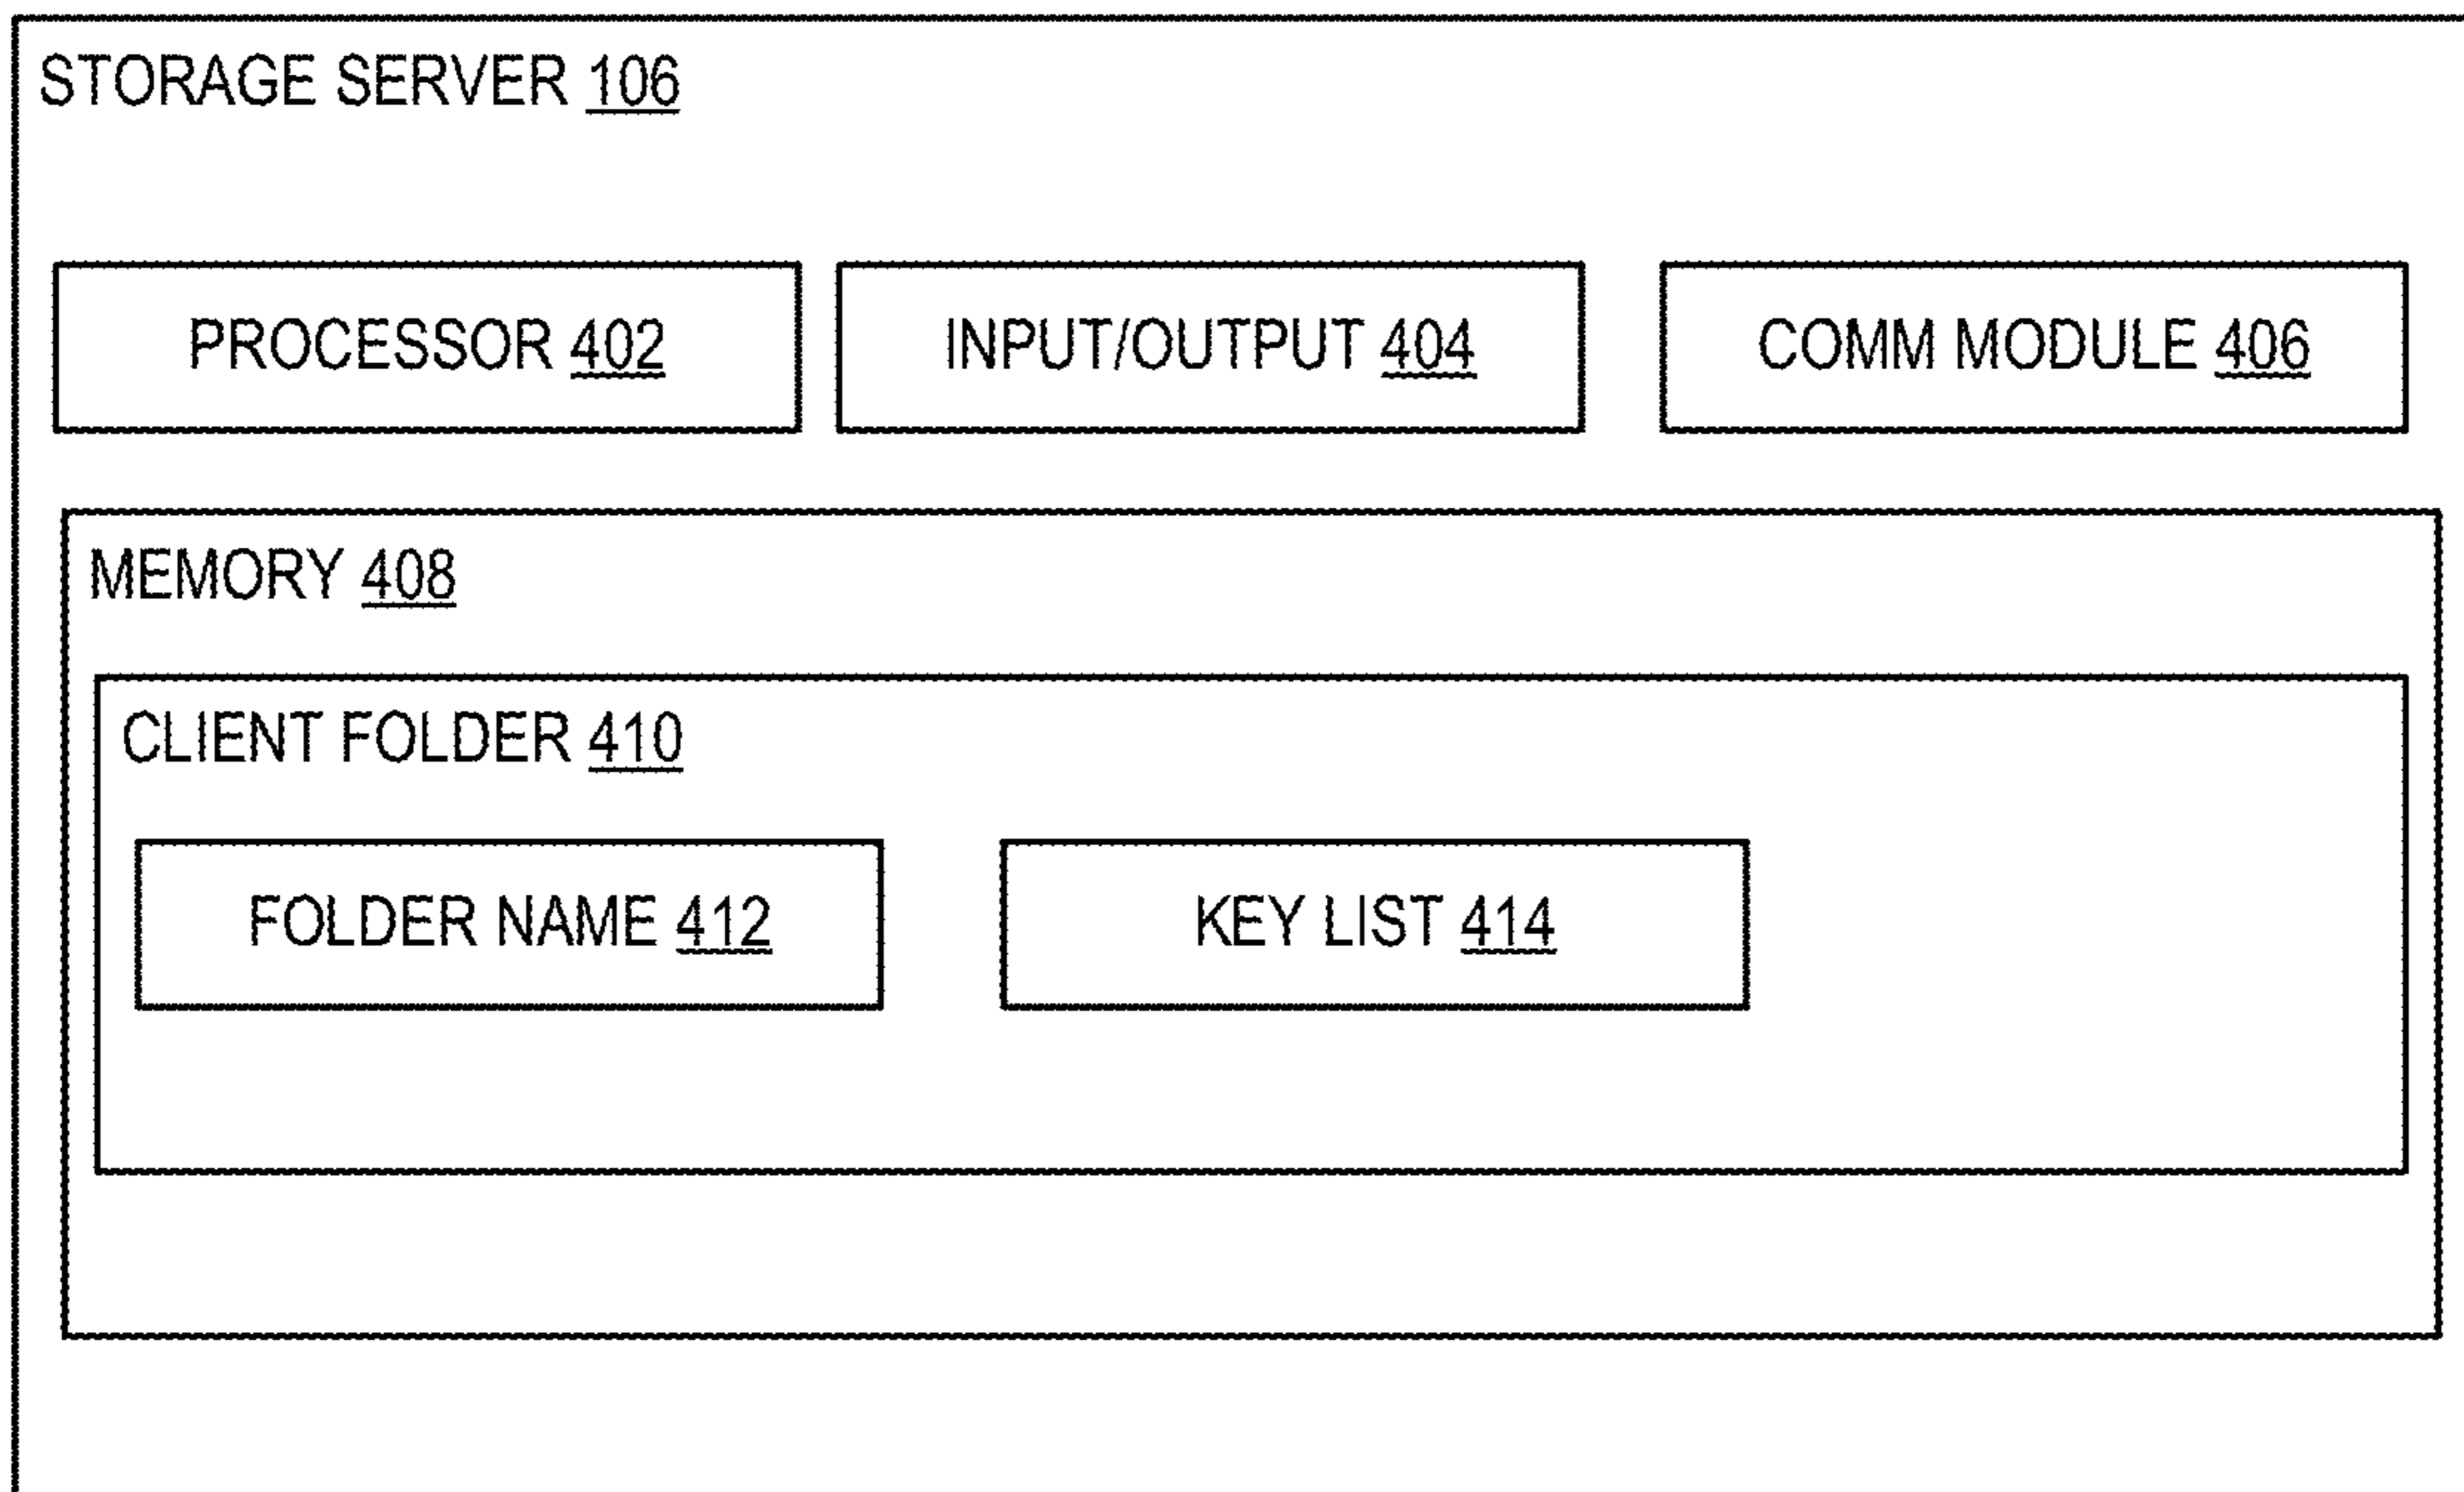 STORAGE SERVER 106
PROCESSOR 402
INPUT/OUTPUT 404
COMM MODULE 406
MEMORY 408
CLIENT FOLDER 410
FOLDER NAME 412
KEY LIST 414